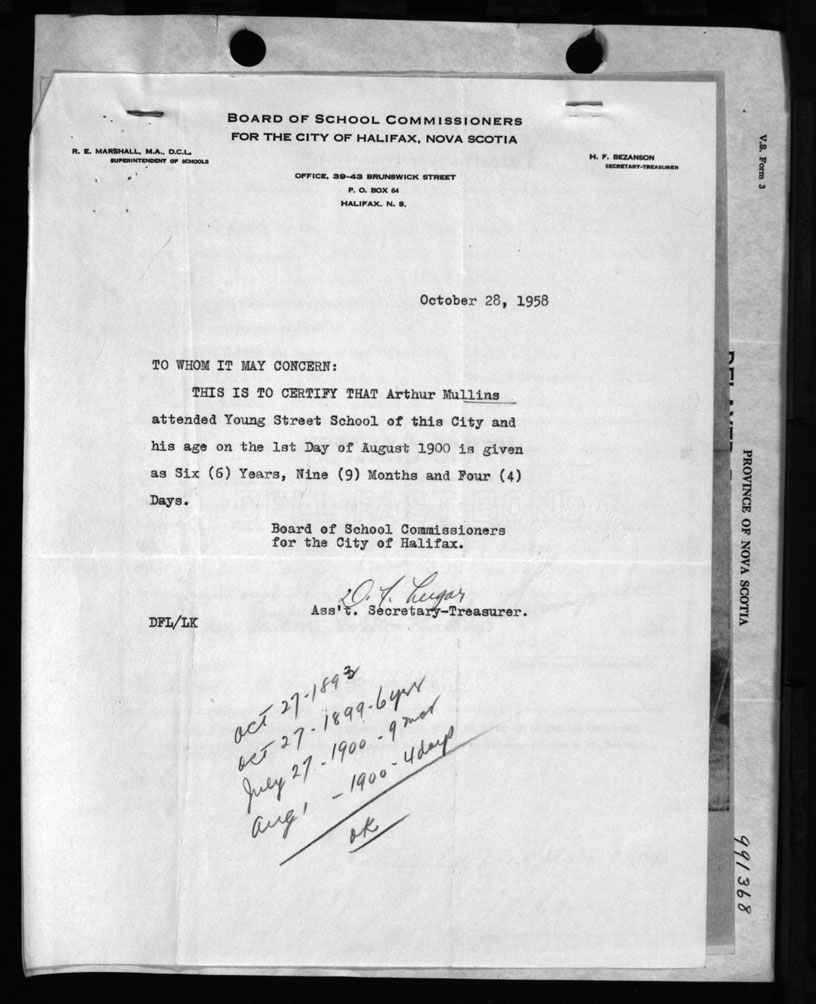 BOARD OF SCHOOL COMMISSIONERS
FOR THE CITY OF HALIFAX, NOVA SCOTIA
R. E. MARSHALL, M.A., D.C.L.
SUPERINTENDENT OF SCHOOLS
H. F. BEZANSON
SECRETARY-TREASURER
OFFICE, 39-43 BRUNSWICK STREET
P. O. BOX 64
HALIFAX, N. S.
October 28, 1958
TO WHOM IT MAY CONCERN:
THIS IS TO CERTIFY THAT Arthur Mullins
attended Young Street School of this City and
his age on the 1st Day of August 1900 is given
as Six (6) Years, Nine (9) Months and Four (4)
Days.
Board of School Commissioners
for the City of Halifax.
D. F. Lugar
Ass't. Secretary-Treasurer.
DFL/LK
Oct 27-1893
Oct 27-1899-6yrs
July 27-1900-9mos
Aug 1 -1900-4days
OK
V.S. Form 3
PROVINCE OF NOVA SCOTIA
991368